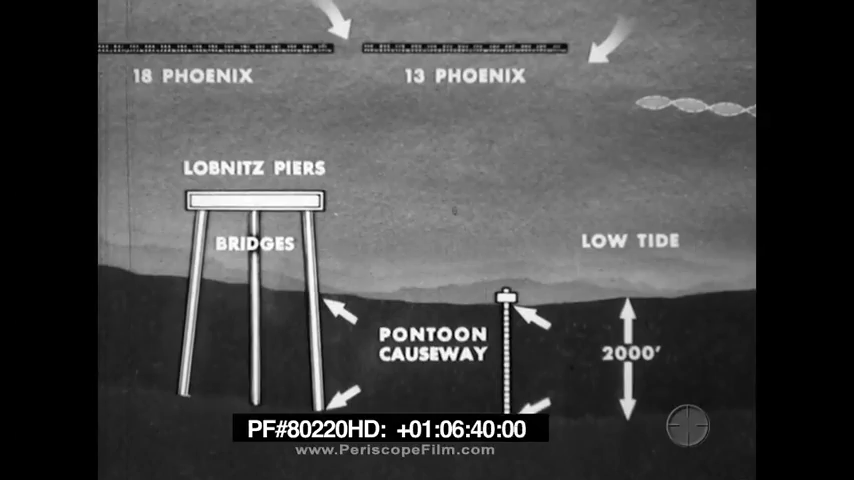 18 PHOENIX
13 PHOENIX
LOBNITZ PIERS
BRIDGES
LOW TIDE
PONTOON
CAUSEWAY
2000'
PF#80220HD: +01:06:40:00
www.PeriscopeFilm.com